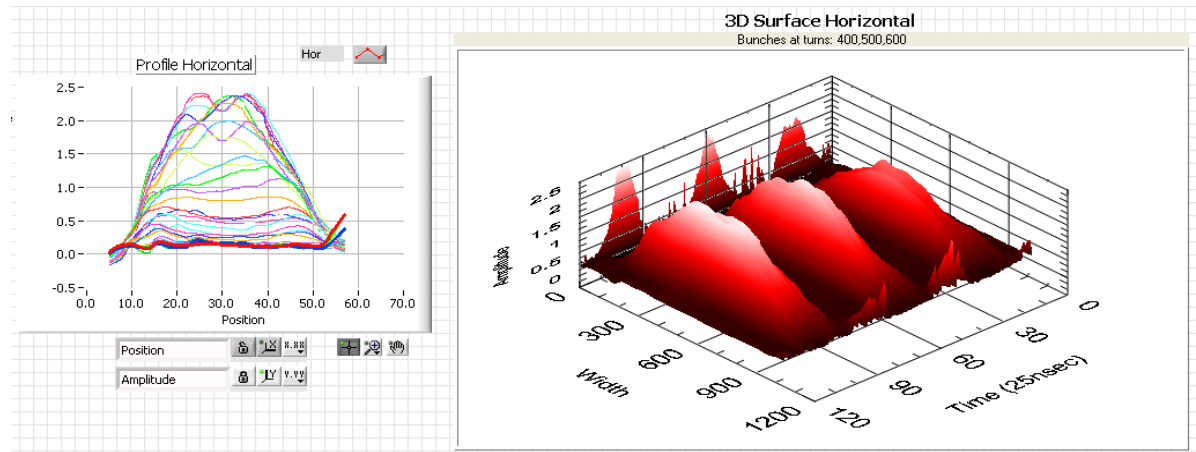 Profile Horizontal
Hor
2.5
2.0
1.5
1.0
0.5
0.0
-0.5
0.0 10.0 20.0 30.0 40.0 50.0 60.0 70.0
Position
Position
X
X.XX
Amplitude
Y
Y.YY
3D Surface Horizontal
Bunches at turns: 400,500,600
2.5
2
1.5
1
0.5
0
Amplitude
0
300
600
900
1200
Width
120
90
60
30
0
Time (25nsec)